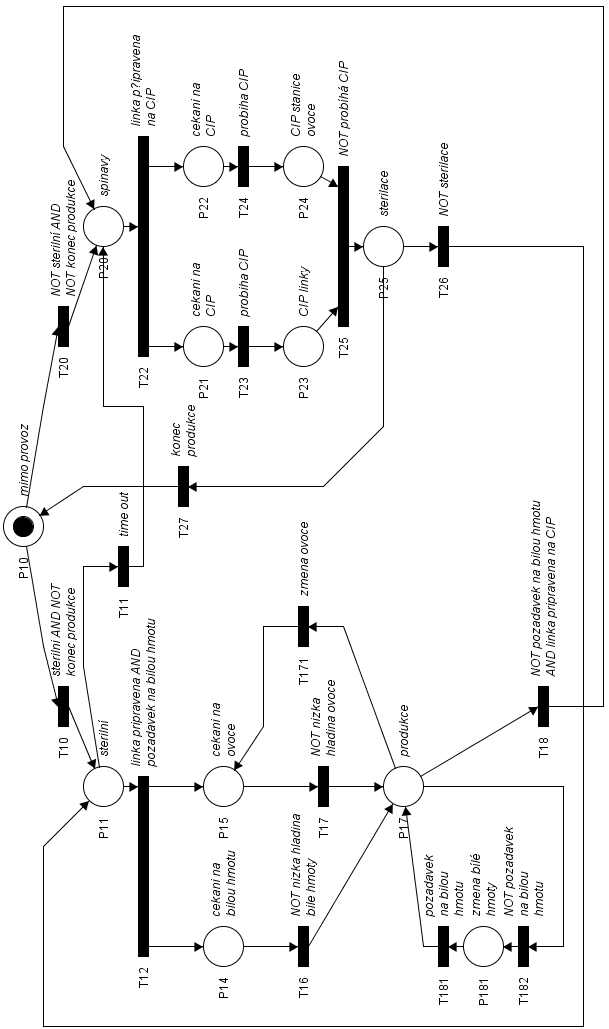 mimo provoz
P10
sterilni AND NOT
konec produkce
T10
NOT sterilni AND
NOT konec produkce
T20
sterilní
P11
time out
T11
spinavy
P20
linka pripravena AND
pozadavek na bilou hmotu
T12
konec
produkce
T27
linka p?ipravena
na CIP
T22
cekani na
bilou hmotu
P14
cekani na
ovoce
P15
cekani na
CIP
P21
cekani na
CIP
P22
probiha CIP
T23
probiha CIP
T24
NOT nizka hladina
bile hmoty
T16
NOT nizka
hladina ovoce
T17
zmena ovoce
T171
CIP linky
P23
CIP stanice
ovoce
P24
NOT probíhá CIP
T25
produkce
P17
sterilace
P25
pozadavek
na bilou
hmotu
T181
NOT sterilace
T26
zmena bílé
hmoty
P181
NOT pozadavek
na bilou
hmotu
T182
NOT pozadavek na bilou hmotu
AND linka pripravena na CIP
T18